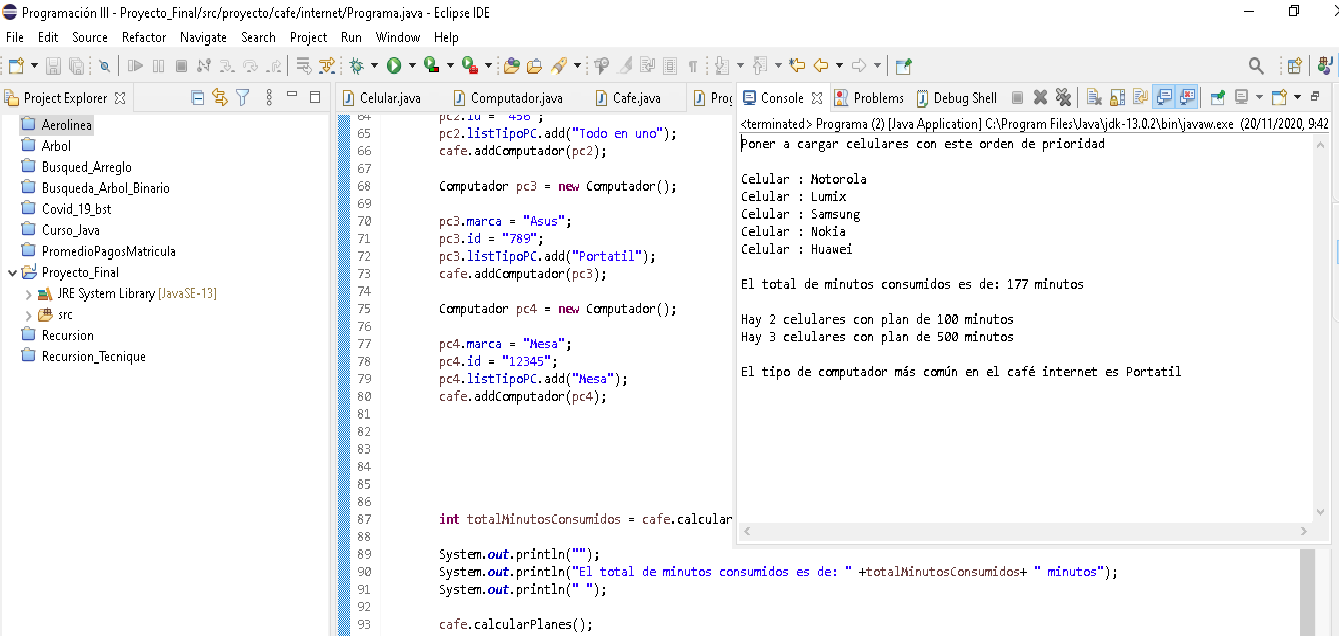 Programación III - Proyecto_Final/src/proyecto/cafe/internet/Programa.java - Eclipse IDE
File Edit Source Refactor Navigate Search Project Run Window Help
Project Explorer
Aerolinea
Arbol
Busqued_Arreglo
Busqueda_Arbol_Binario
Covid_19_bst
Curso_Java
PromedioPagosMatricula
Proyecto_Final
JRE System Library [JavaSE-13]
src
Recursion
Recursion_Tecnique
Celular.java Computador.java Cafe.java Prog
64 pc2.id = "456";
65 pc2.listTipoPC.add("Todo en uno");
66 cafe.addComputador(pc2);
67
68 Computador pc3 = new Computador();
69
70 pc3.marca = "Asus";
71 pc3.id = "789";
72 pc3.listTipoPC.add("Portatil");
73 cafe.addComputador(pc3);
74
75 Computador pc4 = new Computador();
76
77 pc4.marca = "Mesa";
78 pc4.id = "12345";
79 pc4.listTipoPC.add("Mesa");
80 cafe.addComputador(pc4);
81
82
83
84
85
86
87 int totalMinutosConsumidos = cafe.calcular
88
89 System.out.println("");
90 System.out.println("El total de minutos consumidos es de: " +totalMinutosConsumidos+ " minutos");
91 System.out.println(" ");
92
93 cafe.calcularPlanes();
Console Problems Debug Shell
<terminated> Programa (2) [Java Application] C:\Program Files\Java\jdk-13.0.2\bin\javaw.exe (20/11/2020, 9:42
Poner a cargar celulares con este orden de prioridad
Celular : Motorola
Celular : Lumix
Celular : Samsung
Celular : Nokia
Celular : Huawei
El total de minutos consumidos es de: 177 minutos
Hay 2 celulares con plan de 100 minutos
Hay 3 celulares con plan de 500 minutos
El tipo de computador más común en el café internet es Portatil